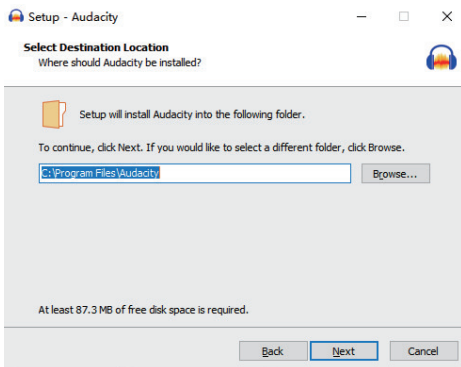 Setup - Audacity
Select Destination Location
Where should Audacity be installed?
Setup will install Audacity into the following folder.
To continue, click Next. If you would like to select a different folder, click Browse.
C:\Program Files\Audacity
Browse...
At least 87.3 MB of free disk space is required.
Back Next Cancel